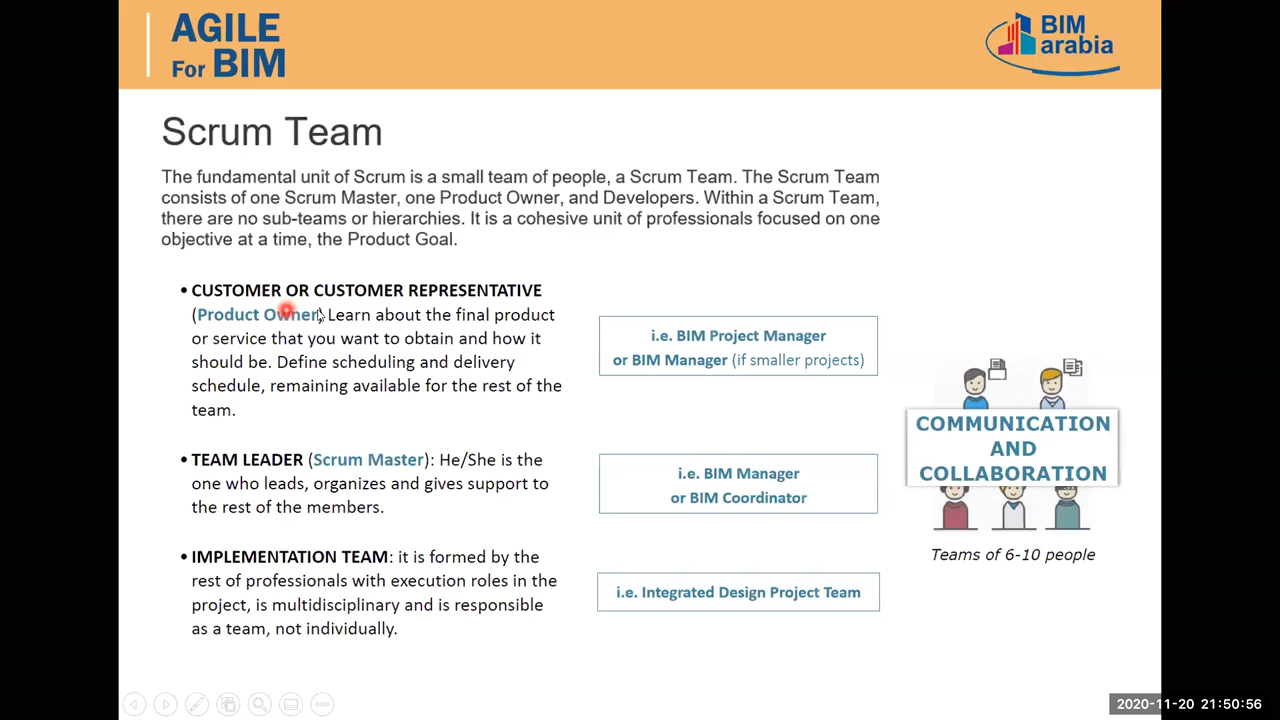 AGILE
For BIM
BIM
arabia
Scrum Team
The fundamental unit of Scrum is a small team of people, a Scrum Team. The Scrum Team
consists of one Scrum Master, one Product Owner, and Developers. Within a Scrum Team,
there are no sub-teams or hierarchies. It is a cohesive unit of professionals focused on one
objective at a time, the Product Goal.
• CUSTOMER OR CUSTOMER REPRESENTATIVE
(Product Owner) Learn about the final product
or service that you want to obtain and how it
should be. Define scheduling and delivery
schedule, remaining available for the rest of the
team.
i.e. BIM Project Manager
or BIM Manager (if smaller projects)
• TEAM LEADER (Scrum Master): He/She is the
one who leads, organizes and gives support to
the rest of the members.
i.e. BIM Manager
or BIM Coordinator
• IMPLEMENTATION TEAM: it is formed by the
rest of professionals with execution roles in the
project, is multidisciplinary and is responsible
as a team, not individually.
i.e. Integrated Design Project Team
COMMUNICATION
AND
COLLABORATION
Teams of 6-10 people
2020-11-20 21:50:56